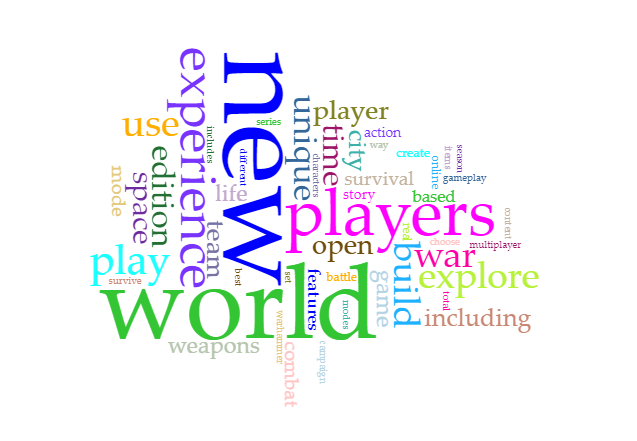 new
world
players
experience
play
explore
build
war
unique
use
open
time
player
edition
space
including
city
game
combat
weapons
survival
mode
team
life
features
based
story
action
create
online
battle
way
series
includes
different
characters
season
items
gameplay
content
real
choose
multiplayer
total
modes
set
best
survive
warhammer
campaign